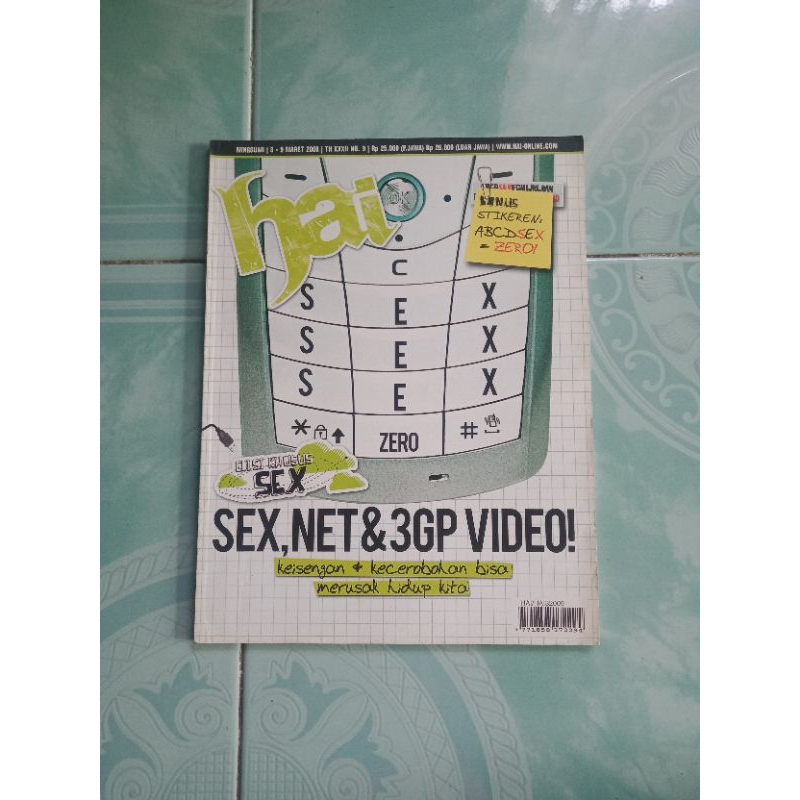 MINGGUAN | 3 - 9 MARET 2008 | TH XXXII NO. 9 | Rp 25.000 (P.JAWA) Rp 26.000 (LUAR JAWA) | WWW.HAI-ONLINE.COM
hai
OK
BONUS
STIKEREN:
ABCDSEX
- ZERO!
C
S E X
S E X
S E X
* ZERO #
EDISI KHUSUS
SEX
SEX,NET&3GP VIDEO!
keisengan & kecerobohan bisa
merusak hidup kita